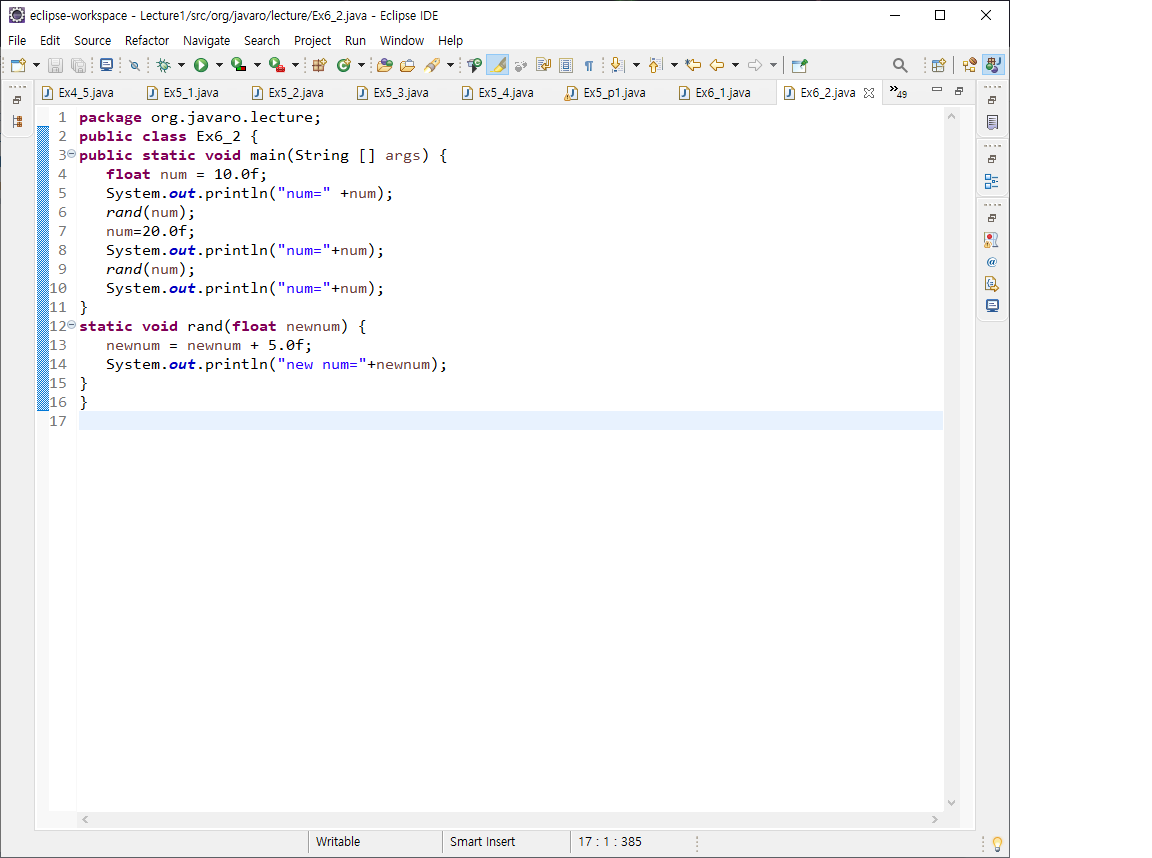 eclipse-workspace - Lecture1/src/org/javaro/lecture/Ex6_2.java - Eclipse IDE
File Edit Source Refactor Navigate Search Project Run Window Help
Ex4_5.java Ex5_1.java Ex5_2.java Ex5_3.java Ex5_4.java Ex5_p1.java Ex6_1.java Ex6_2.java »49
1 package org.javaro.lecture;
2 public class Ex6_2 {
3 public static void main(String [] args) {
4 float num = 10.0f;
5 System.out.println("num=" +num);
6 rand(num);
7 num=20.0f;
8 System.out.println("num="+num);
9 rand(num);
10 System.out.println("num="+num);
11 }
12 static void rand(float newnum) {
13 newnum = newnum + 5.0f;
14 System.out.println("new num="+newnum);
15 }
16 }
17
Writable Smart Insert 17 : 1 : 385